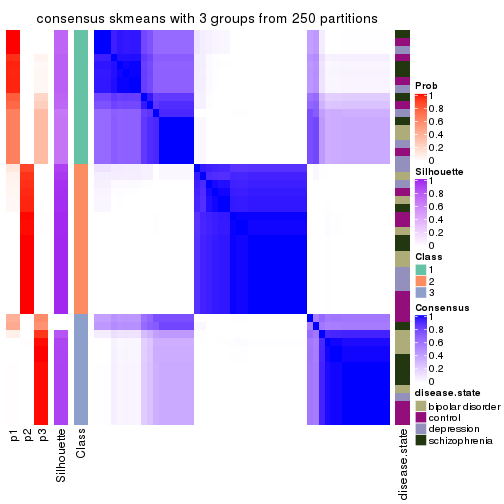 consensus skmeans with 3 groups from 250 partitions
Prob
1
0.8
0.6
0.4
0.2
0
Silhouette
1
0.8
0.6
0.4
0.2
0
Class
1
2
3
Consensus
1
0.8
0.6
0.4
0.2
0
disease.state
bipolar disorder
control
depression
schizophrenia
p1
p2
p3
Silhouette
Class
disease.state